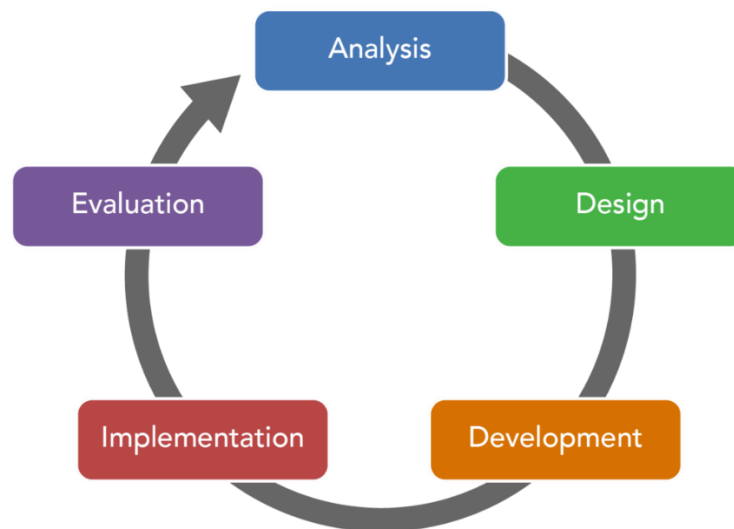 Analysis
Design
Development
Implementation
Evaluation